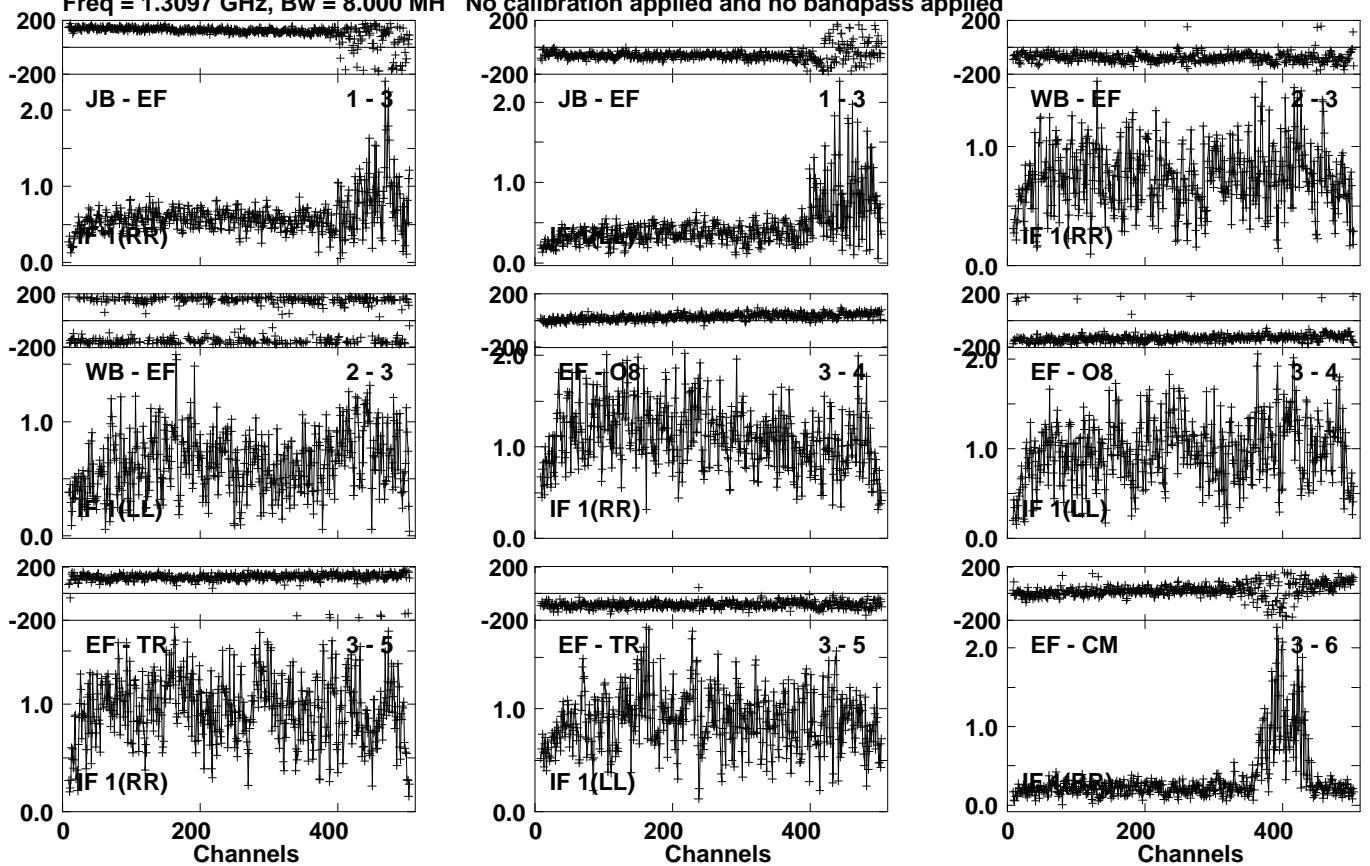 Freq = 1.3097 GHz, Bw = 8.000 MH No calibration applied and no bandpass applied
200
-200
JB - EF 1 - 3
2.0
1.0
IF 1(RR)
0.0
200
-200
JB - EF 1 - 3
2.0
1.0
0.0
200
-200
WB - EF 2 - 3
1.0
IF 1(RR)
0.0
200
-200
WB - EF 2 - 3
1.0
IF 1(LL)
0.0
200
-200
2.0
EF - O8 3 - 4
1.0
IF 1(RR)
0.0
200
-200
2.0
EF - O8 3 - 4
1.0
IF 1(LL)
0.0
200
-200
EF - TR 3 - 5
1.0
IF 1(RR)
0.0
0 200 400
Channels
200
-200
EF - TR 3 - 5
1.0
IF 1(LL)
0.0
0 200 400
Channels
200
-200
EF - CM 3 - 6
2.0
1.0
IF 1(RR)
0.0
0 200 400
Channels